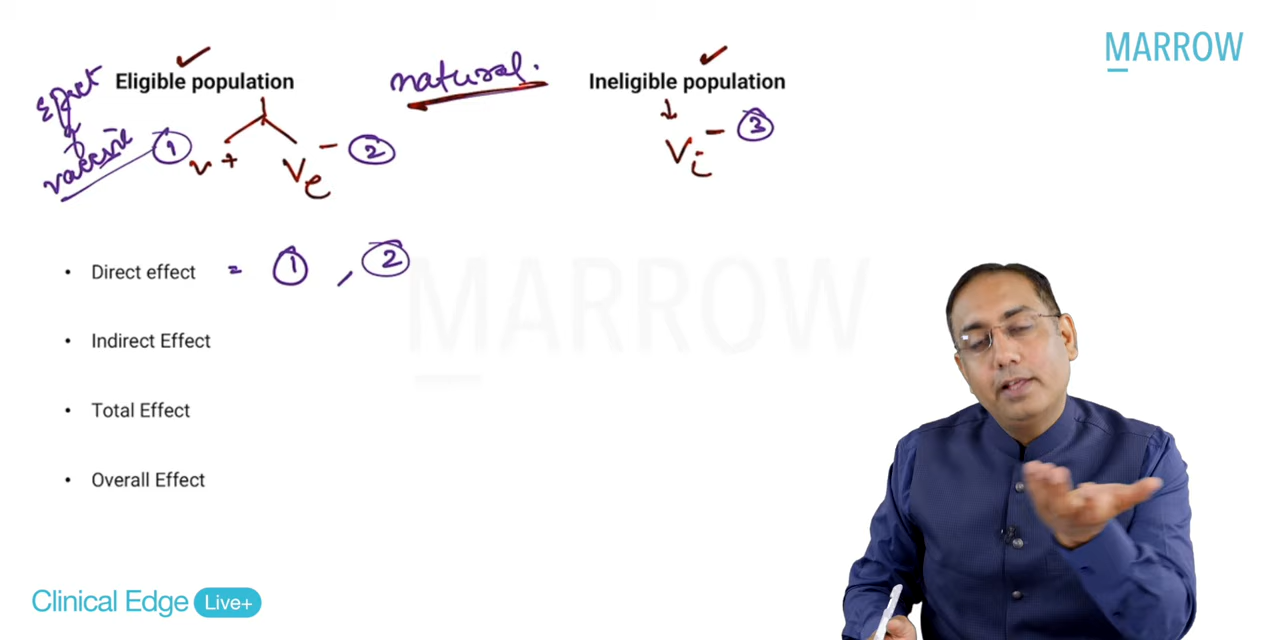 MARROW
Eligible population
natural.
Ineligible population
Effect
of
vaccine
1 v+
Ve- 2
Vi- 3
Direct effect = 1, 2
MARROW
Indirect Effect
Total Effect
Overall Effect
Clinical Edge Live+